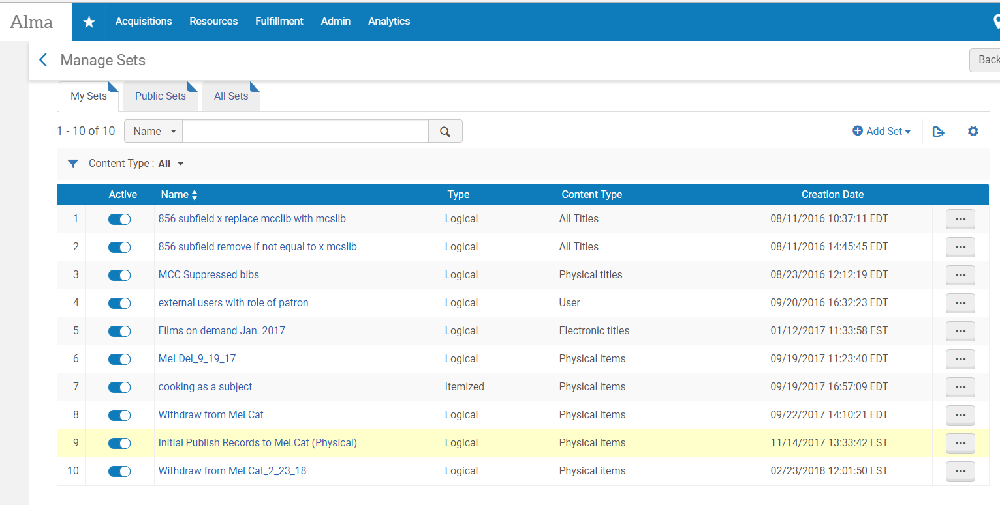 Alma
Acquisitions Resources Fulfillment Admin Analytics
Manage Sets
Back
My Sets Public Sets All Sets
1 - 10 of 10 Name Add Set
Content Type : All
Active Name Type Content Type Creation Date
1 856 subfield x replace mcclib with mcslib Logical All Titles 08/11/2016 10:37:11 EDT
2 856 subfield remove if not equal to x mcslib Logical All Titles 08/11/2016 14:45:45 EDT
3 MCC Suppressed bibs Logical Physical titles 08/23/2016 12:12:19 EDT
4 external users with role of patron Logical User 09/20/2016 16:32:23 EDT
5 Films on demand Jan. 2017 Logical Electronic titles 01/12/2017 11:33:58 EST
6 MeLDel_9_19_17 Logical Physical items 09/19/2017 11:23:40 EDT
7 cooking as a subject Itemized Physical items 09/19/2017 16:57:09 EDT
8 Withdraw from MeLCat Logical Physical items 09/22/2017 14:10:21 EDT
9 Initial Publish Records to MeLCat (Physical) Logical Physical items 11/14/2017 13:33:42 EST
10 Withdraw from MeLCat_2_23_18 Logical Physical items 02/23/2018 12:01:50 EST